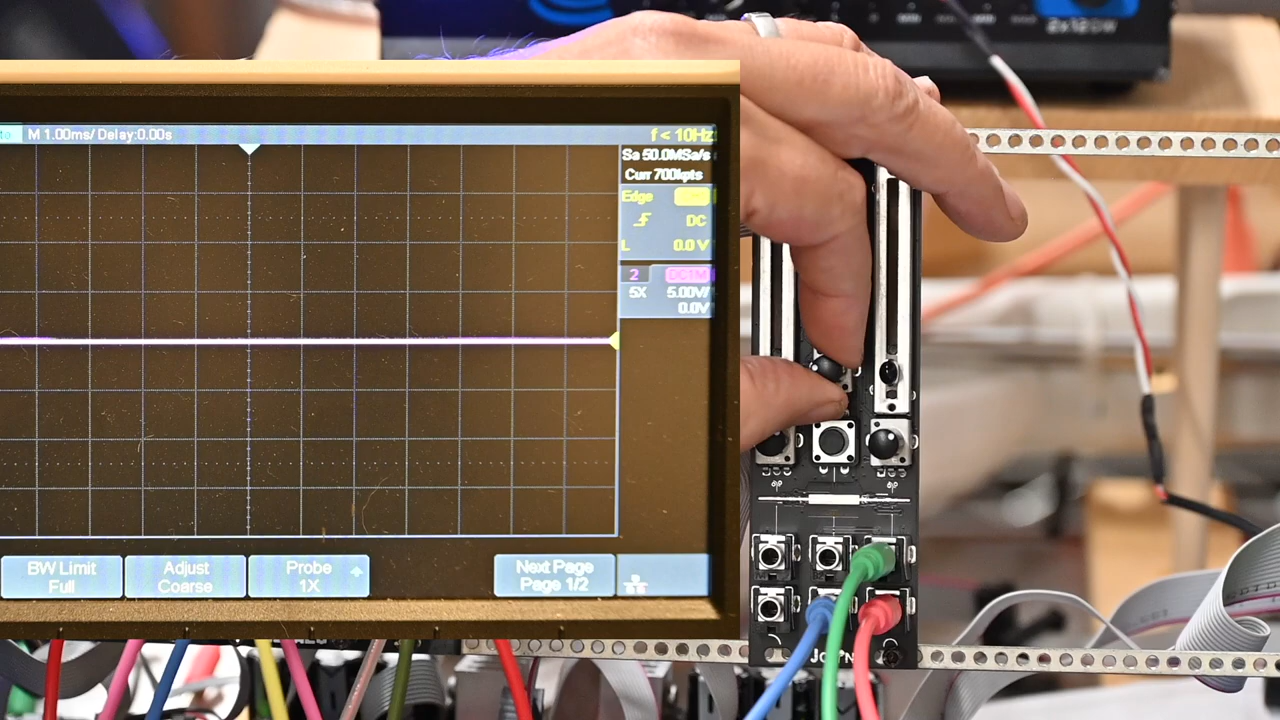 M 1.00ms/ Delay:0.00s
f < 10Hz
Sa 50.0MSa/s
Curr 700kpts
Edge
DC
L 0.0V
2 DC1M
5X 5.00V/
0.0V
BW Limit
Full
Adjust
Coarse
Probe
1X
Next Page
Page 1/2